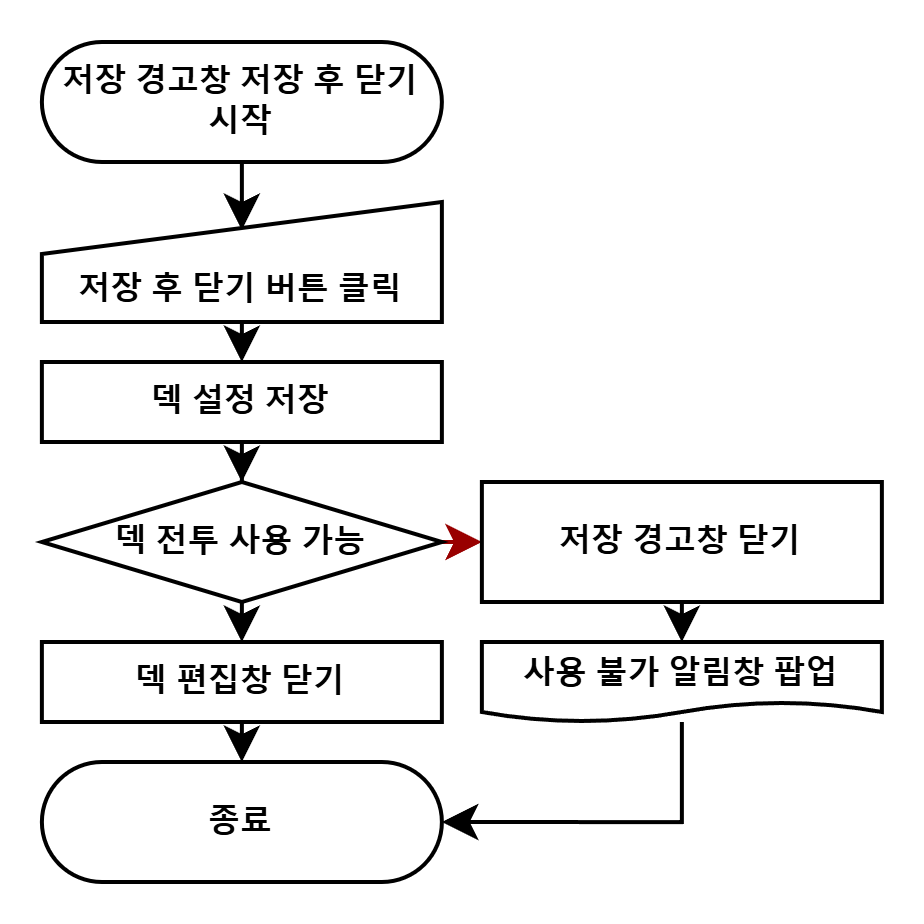 저장 경고창 저장 후 닫기
시작
저장 후 닫기 버튼 클릭
덱 설정 저장
덱 전투 사용 가능
저장 경고창 닫기
덱 편집창 닫기
사용 불가 알림창 팝업
종료